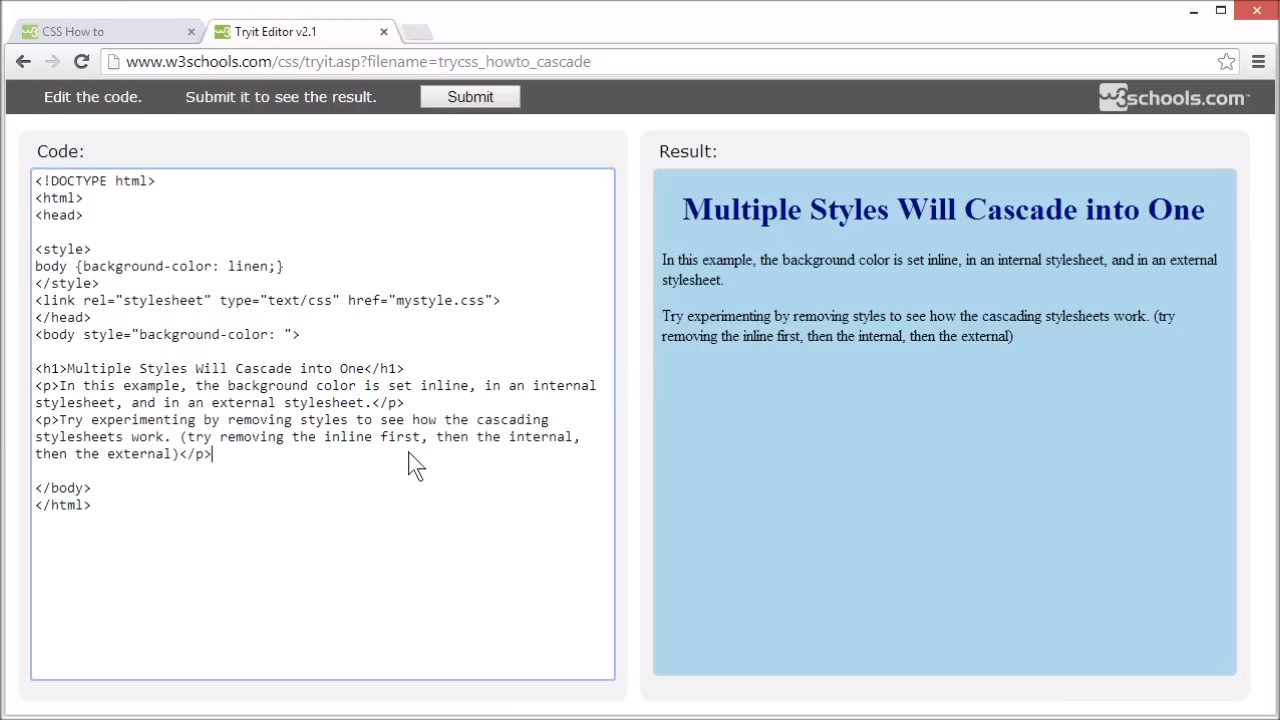 CSS How to
Tryit Editor v2.1
www.w3schools.com/css/tryit.asp?filename=trycss_howto_cascade
Edit the code.
Submit it to see the result.
Submit
w3schools.com
Code:
<!DOCTYPE html>
<html>
<head>
<style>
body {background-color: linen;}
</style>
<link rel="stylesheet" type="text/css" href="mystyle.css">
</head>
<body style="background-color: ">
<h1>Multiple Styles Will Cascade into One</h1>
<p>In this example, the background color is set inline, in an internal
stylesheet, and in an external stylesheet.</p>
<p>Try experimenting by removing styles to see how the cascading
stylesheets work. (try removing the inline first, then the internal,
then the external)</p>
</body>
</html>
Result:
Multiple Styles Will Cascade into One
In this example, the background color is set inline, in an internal stylesheet, and in an external
stylesheet.
Try experimenting by removing styles to see how the cascading stylesheets work. (try
removing the inline first, then the internal, then the external)